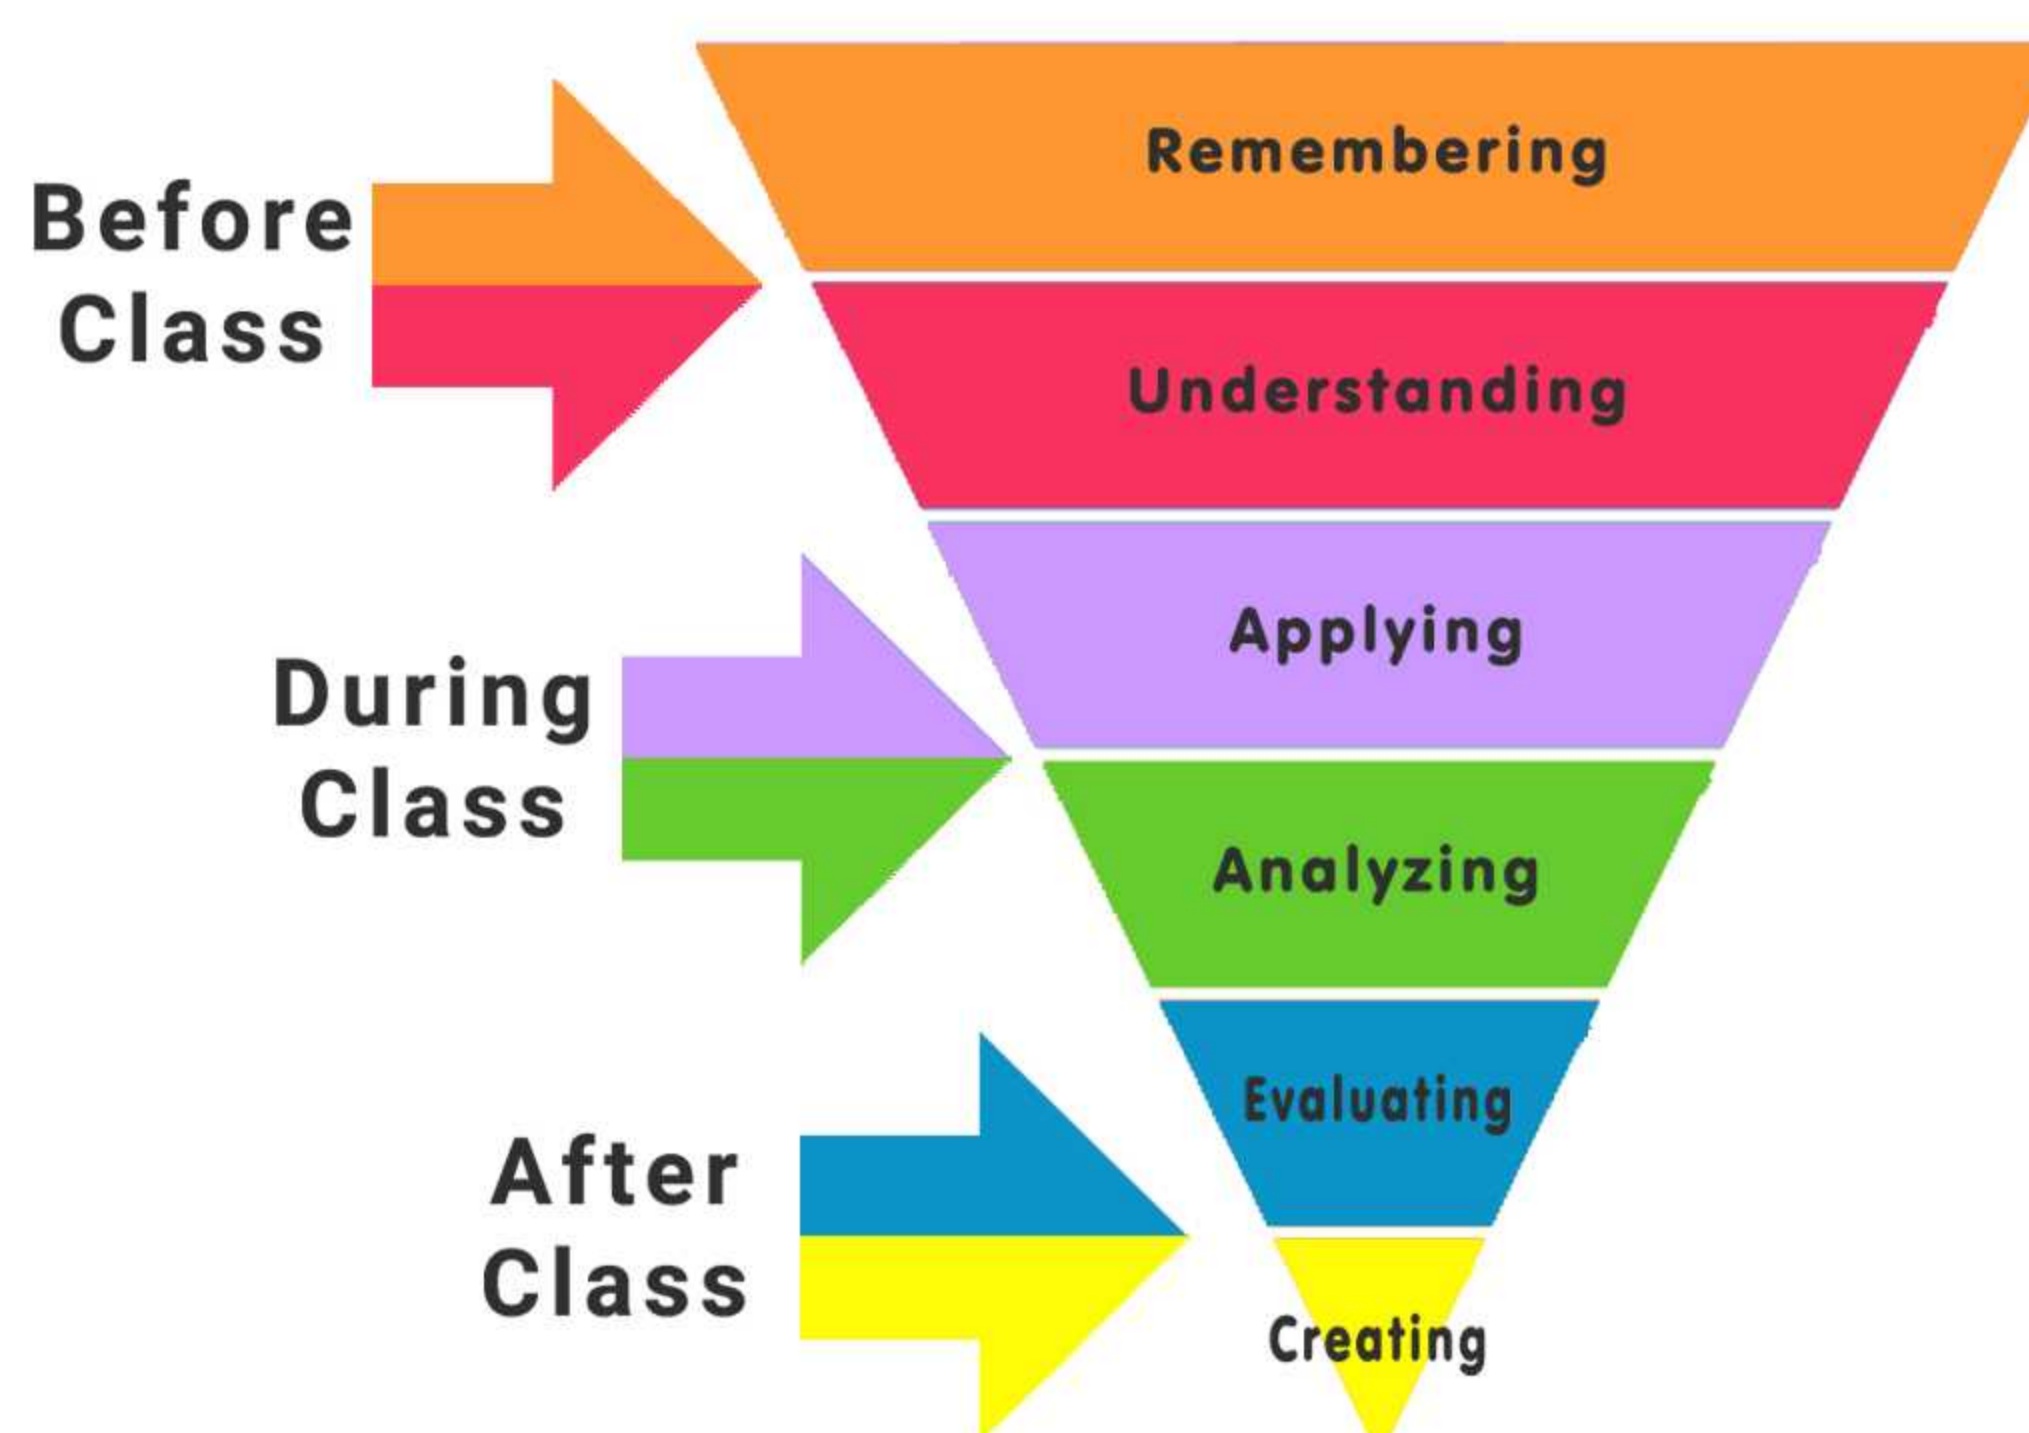 Before
Class
Remembering
Understanding
During
Class
Applying
Analyzing
After
Class
Evaluating
Creating